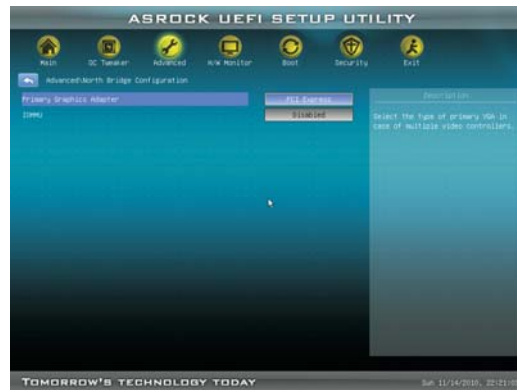 ASROCK UEFI SETUP UTILITY
Main
OC Tweaker
Advanced
H/W Monitor
Boot
Security
Exit
Advanced\North Bridge Configuration
Primary Graphics Adapter
PCI Express
IOMMU
Disabled
Description
Select the type of primary VGA in
case of multiple video controllers.
TOMORROW'S TECHNOLOGY TODAY
Sun 11/14/2010, 22:21:0